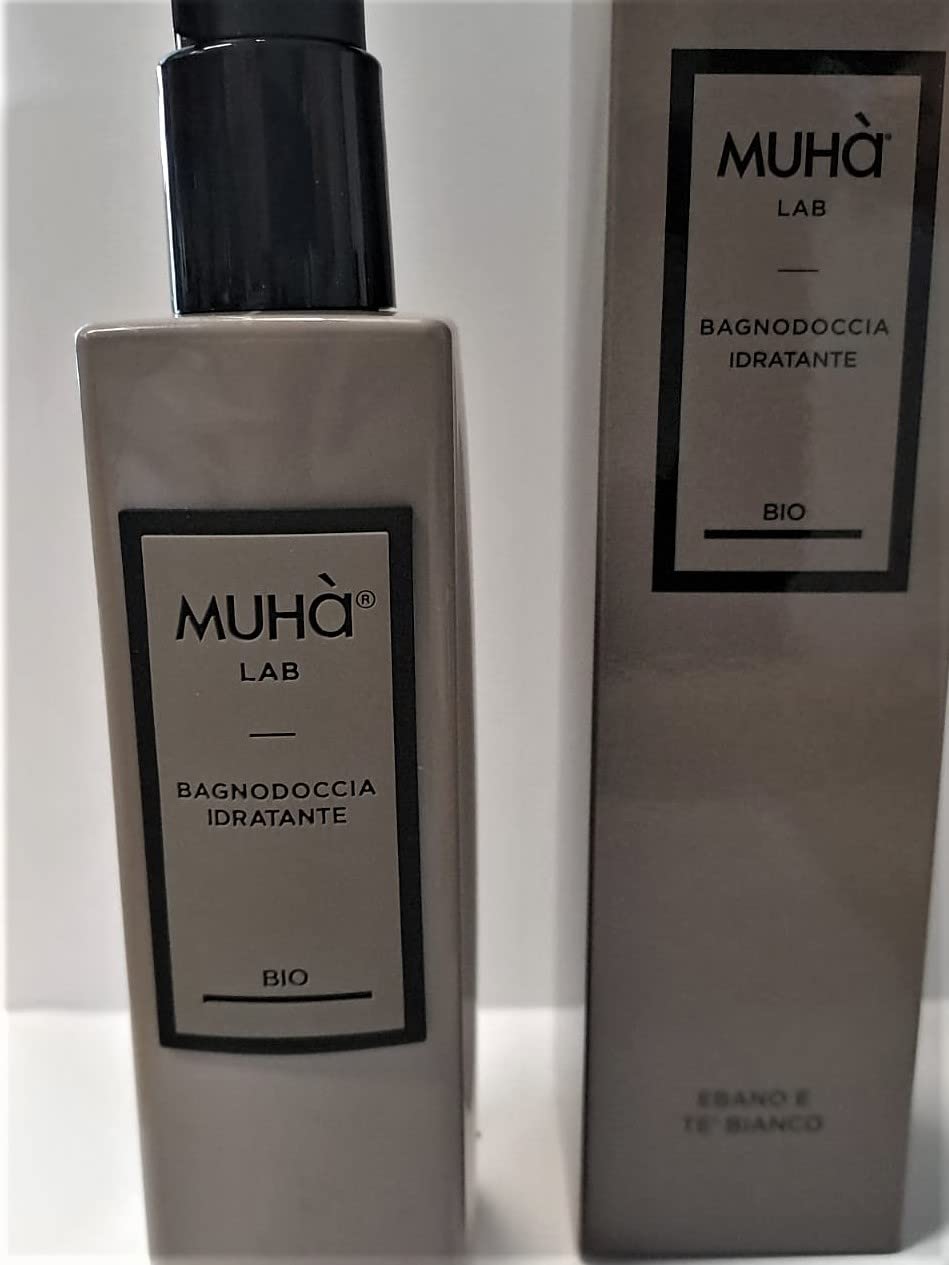 MUHà®
LAB
BAGNODOCCIA
IDRATANTE
BIO
MUHà®
LAB
BAGNODOCCIA
IDRATANTE
BIO
EBANO E
TE' BIANCO